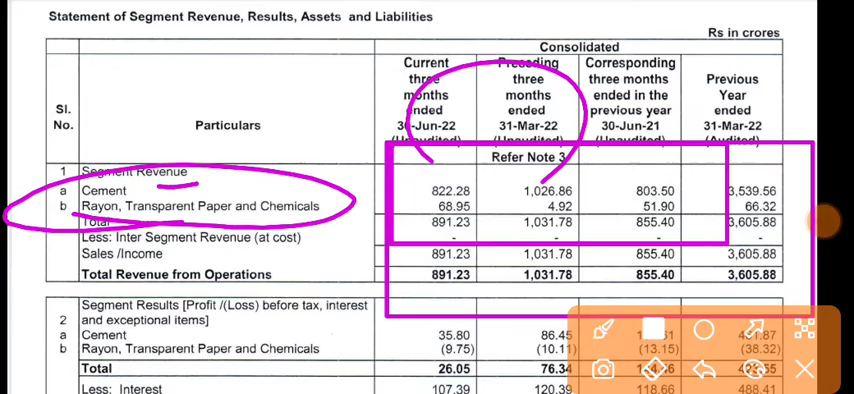 Statement of Segment Revenue, Results, Assets and Liabilities
Rs in crores
Consolidated
Sl. No. Particulars Current three months ended 30-Jun-22 (Unaudited) Preceding three months ended 31-Mar-22 (Unaudited) Corresponding three months ended in the previous year 30-Jun-21 (Unaudited) Previous Year ended 31-Mar-22 (Audited)
Refer Note 3
1 Segment Revenue
a Cement 822.28 1,026.86 803.50 3,539.56
b Rayon, Transparent Paper and Chemicals 68.95 4.92 51.90 66.32
Total 891.23 1,031.78 855.40 3,605.88
Less: Inter Segment Revenue (at cost) - - - -
Sales /Income 891.23 1,031.78 855.40 3,605.88
Total Revenue from Operations 891.23 1,031.78 855.40 3,605.88
Segment Results [Profit /(Loss) before tax, interest
2 and exceptional items]
a Cement 35.80 86.45
b Rayon, Transparent Paper and Chemicals (9.75) (10.11) (13.15) (38.32)
Total 26.05 76.34
Less: Interest 107.39 120.39 118.66 488.41